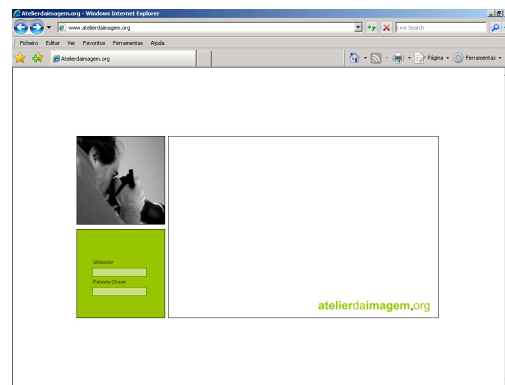 Atelierdaimagem.org - Windows Internet Explorer
www.atelierdaimagem.org
Live Search
Ficheiro Editar Ver Favoritos Ferramentas Ajuda
Atelierdaimagem.org
Página
Ferramentas
Utilizador
Palavra-Chave
atelierdaimagem.org